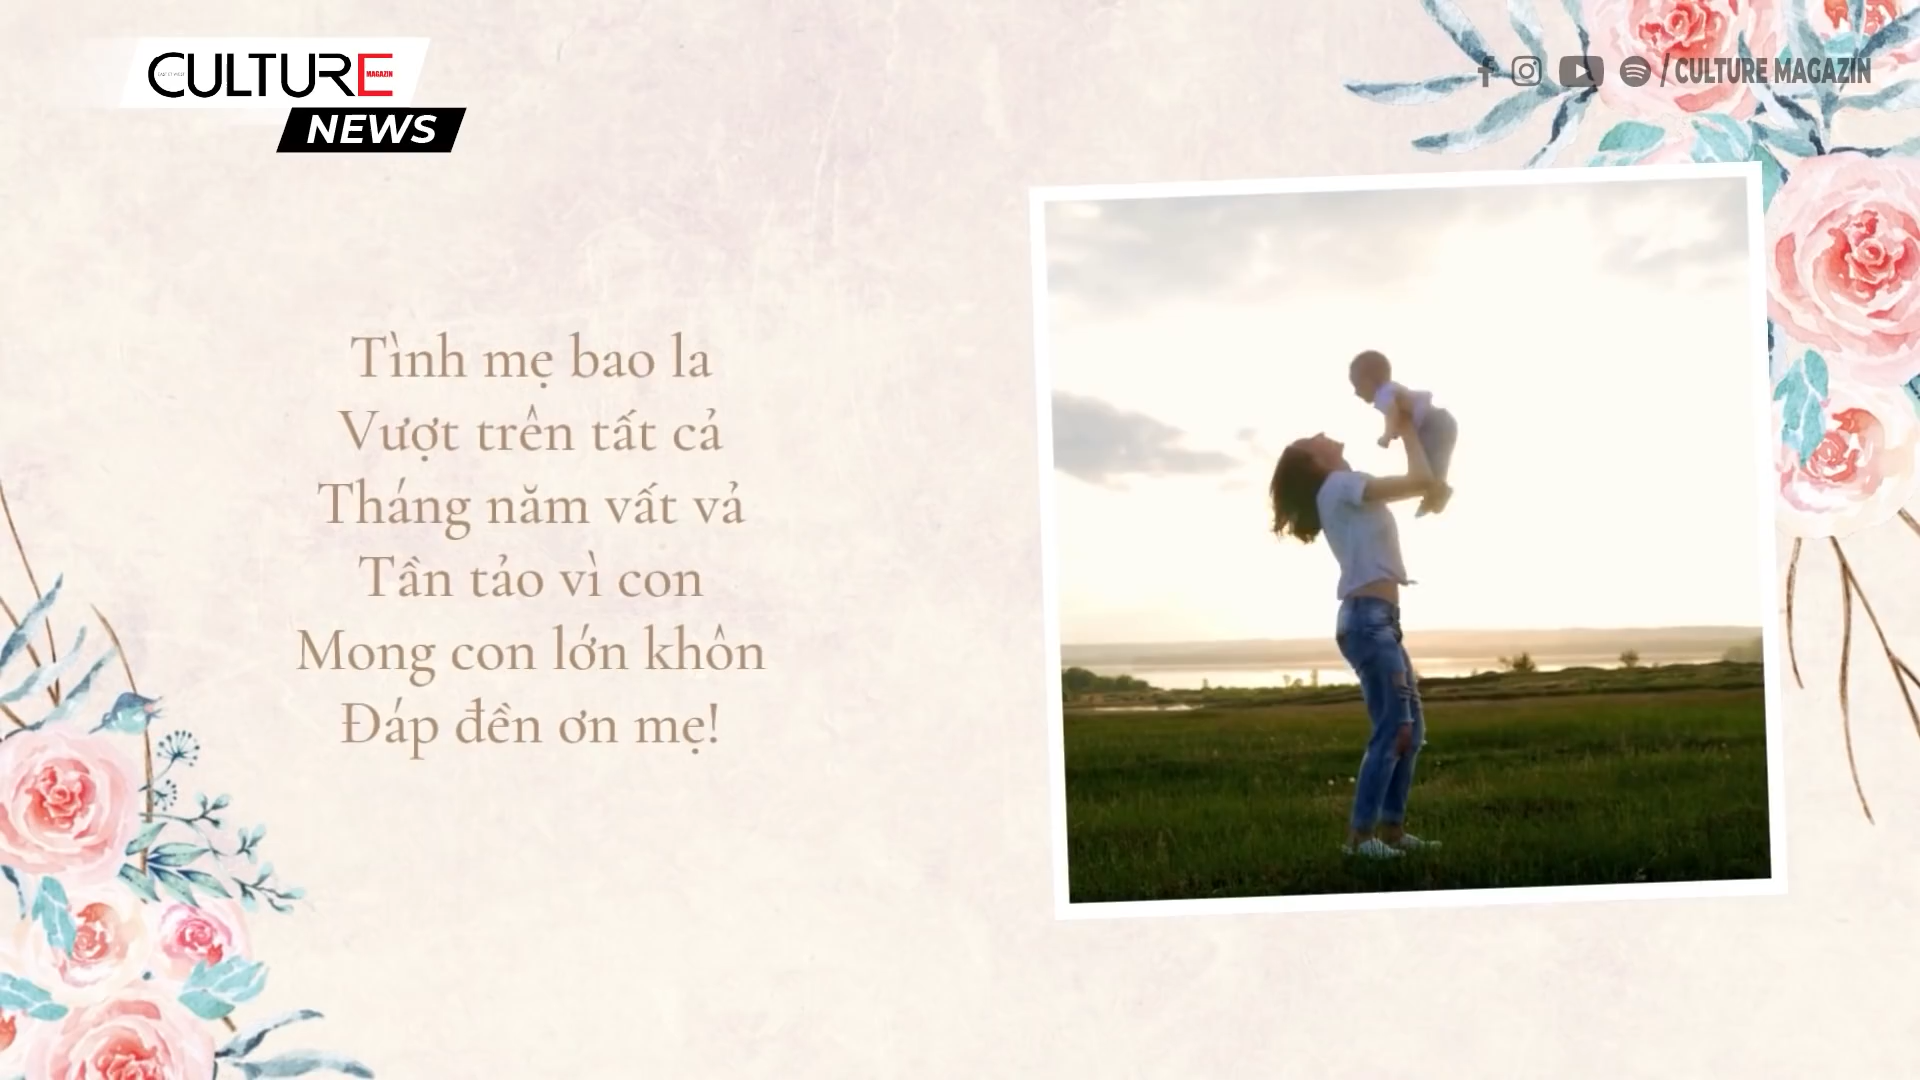 CULTURE
MAGAZIN
NEWS
/ CULTURE MAGAZIN
Tình mẹ bao la
Vượt trên tất cả
Tháng năm vất vả
Tần tảo vì con
Mong con lớn khôn
Đáp đền ơn mẹ!